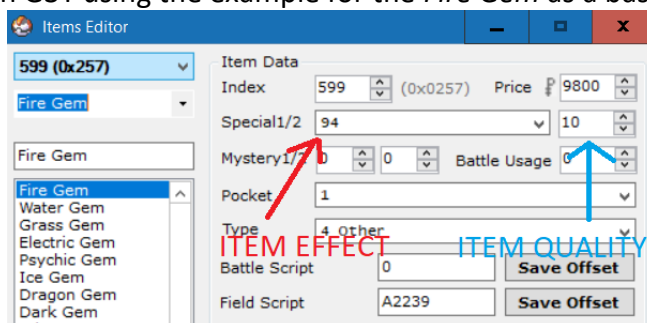 Items Editor
599 (0x257)
Fire Gem
Fire Gem
Fire Gem
Water Gem
Grass Gem
Electric Gem
Psychic Gem
Ice Gem
Dragon Gem
Dark Gem
Item Data
Index 599 (0x0257) Price 9800
Special1/2 94 10
Mystery1/2 0 0 Battle Usage 0
Pocket 1
Type 4 Other
ITEM EFFECT ITEM QUALITY
Battle Script 0 Save Offset
Field Script A2239 Save Offset